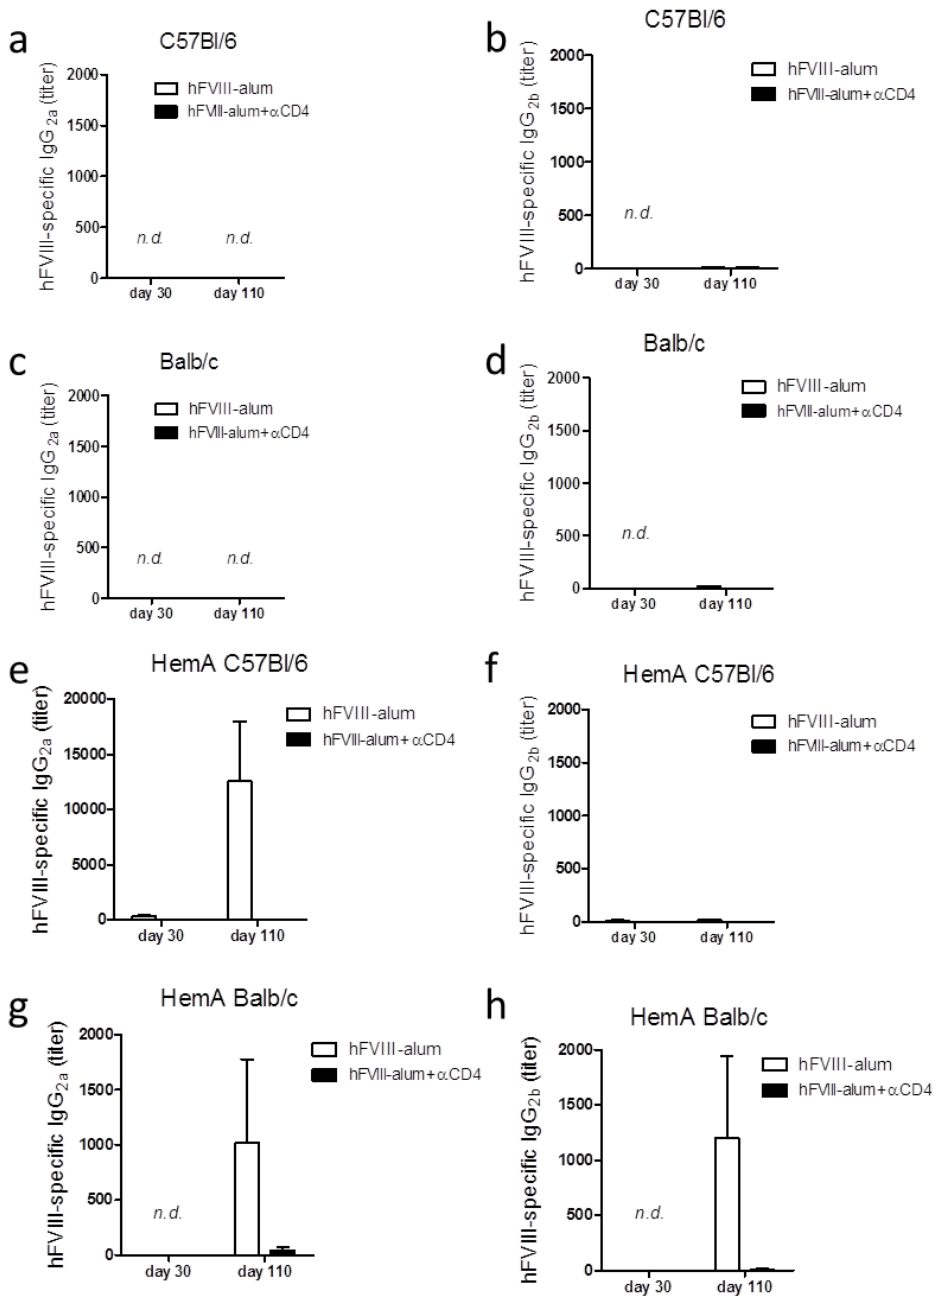 a
C57Bl/6
hFVIII-specific IgG2a (titer)
2000
1500
1000
500
0
hFVIII-alum
hFVIII-alum+αCD4
n.d.
n.d.
day 30
day 110
b
C57Bl/6
hFVIII-specific IgG2b (titer)
2000
1500
1000
500
0
hFVIII-alum
hFVIII-alum+αCD4
n.d.
day 30
day 110
c
Balb/c
hFVIII-specific IgG2a (titer)
2000
1500
1000
500
0
hFVIII-alum
hFVIII-alum+αCD4
n.d.
n.d.
day 30
day 110
d
Balb/c
hFVIII-specific IgG2b (titer)
2000
1500
1000
500
0
hFVIII-alum
hFVIII-alum+αCD4
n.d.
day 30
day 110
e
HemA C57Bl/6
hFVIII-specific IgG2a (titer)
20000
15000
10000
5000
0
hFVIII-alum
hFVIII-alum+αCD4
day 30
day 110
f
HemA C57Bl/6
hFVIII-specific IgG2b (titer)
2000
1500
1000
500
0
hFVIII-alum
hFVIII-alum+αCD4
day 30
day 110
g
HemA Balb/c
hFVIII-specific IgG2a (titer)
2000
1500
1000
500
0
hFVIII-alum
hFVIII-alum+αCD4
n.d.
day 30
day 110
h
HemA Balb/c
hFVIII-specific IgG2b (titer)
2000
1500
1000
500
0
hFVIII-alum
hFVIII-alum+αCD4
n.d.
day 30
day 110